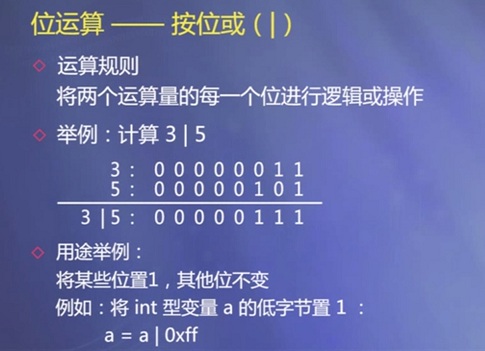 位运算 —— 按位或（|）
◇ 运算规则
将两个运算量的每一个位进行逻辑或操作
◇ 举例：计算 3 | 5
3： 0 0 0 0 0 0 1 1
5： 0 0 0 0 0 1 0 1
3 | 5： 0 0 0 0 0 1 1 1
◇ 用途举例：
将某些位置1，其他位不变
例如：将 int 型变量 a 的低字节置 1 ：
a = a | 0xff